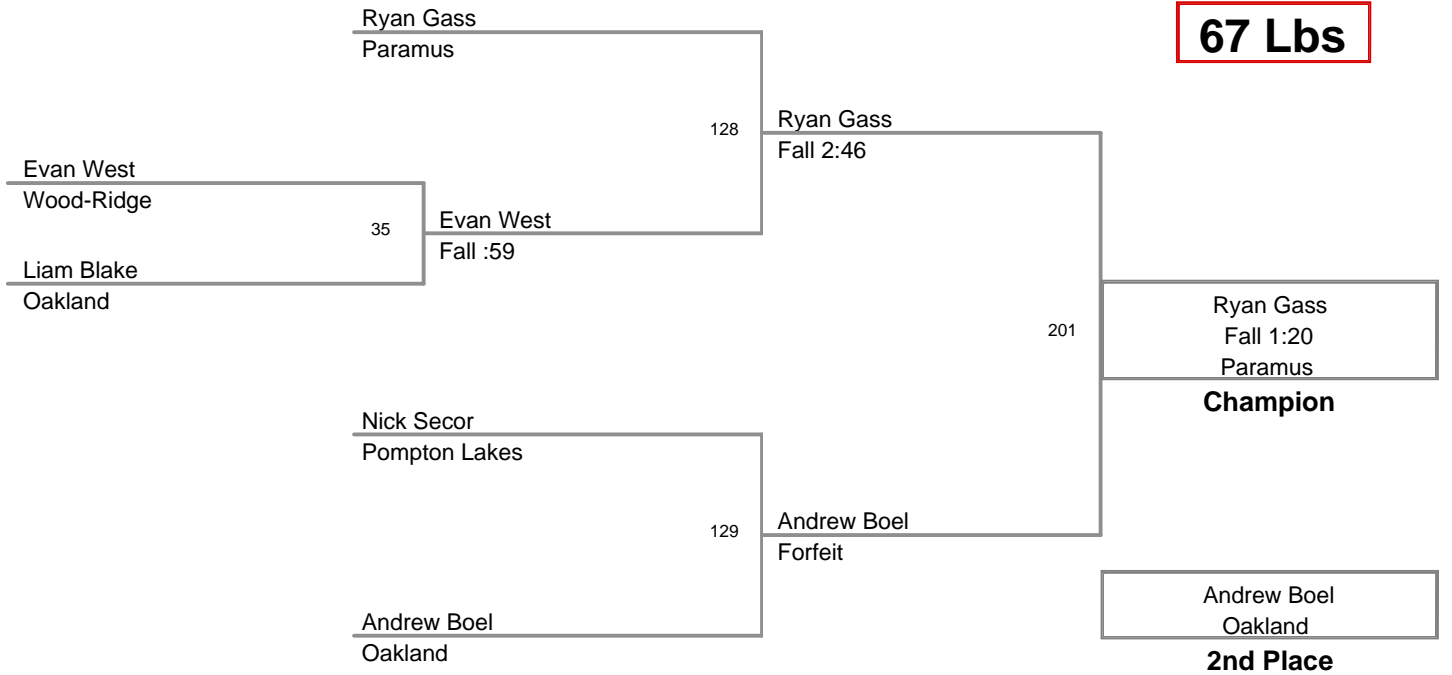 Ryan Gass
Paramus
67 Lbs
128
Ryan Gass
Fall 2:46
Evan West
Wood-Ridge
35
Evan West
Fall :59
Liam Blake
Oakland
201
Ryan Gass
Fall 1:20
Paramus
Champion
Nick Secor
Pompton Lakes
129
Andrew Boel
Forfeit
Andrew Boel
Oakland
Andrew Boel
Oakland
2nd Place